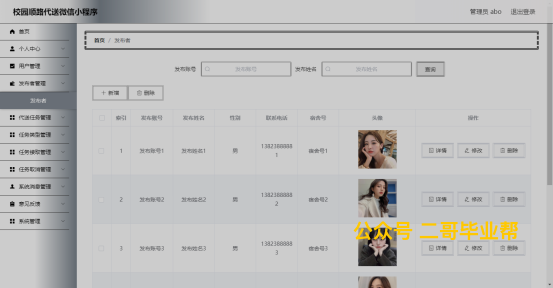 校园顺路代送微信小程序
管理员 abo 退出登录
首页
个人中心
用户管理
发布者管理
发布者
代送任务管理
任务类型管理
任务接取管理
任务取消管理
系统消息管理
意见反馈
系统管理
首页 / 发布者
发布账号 发布账号 发布姓名 发布姓名 查询
+ 新增 删除
索引 发布账号 发布姓名 性别 联系电话 宿舍号 头像 操作
1 发布账号1 发布姓名1 男 13823888881 宿舍号1 详情 修改 删除
2 发布账号2 发布姓名2 男 13823888882 宿舍号2 详情 修改 删除
3 发布账号3 发布姓名3 男 13823888883 宿舍号3 详情 修改 删除
公众号 二哥毕业帮